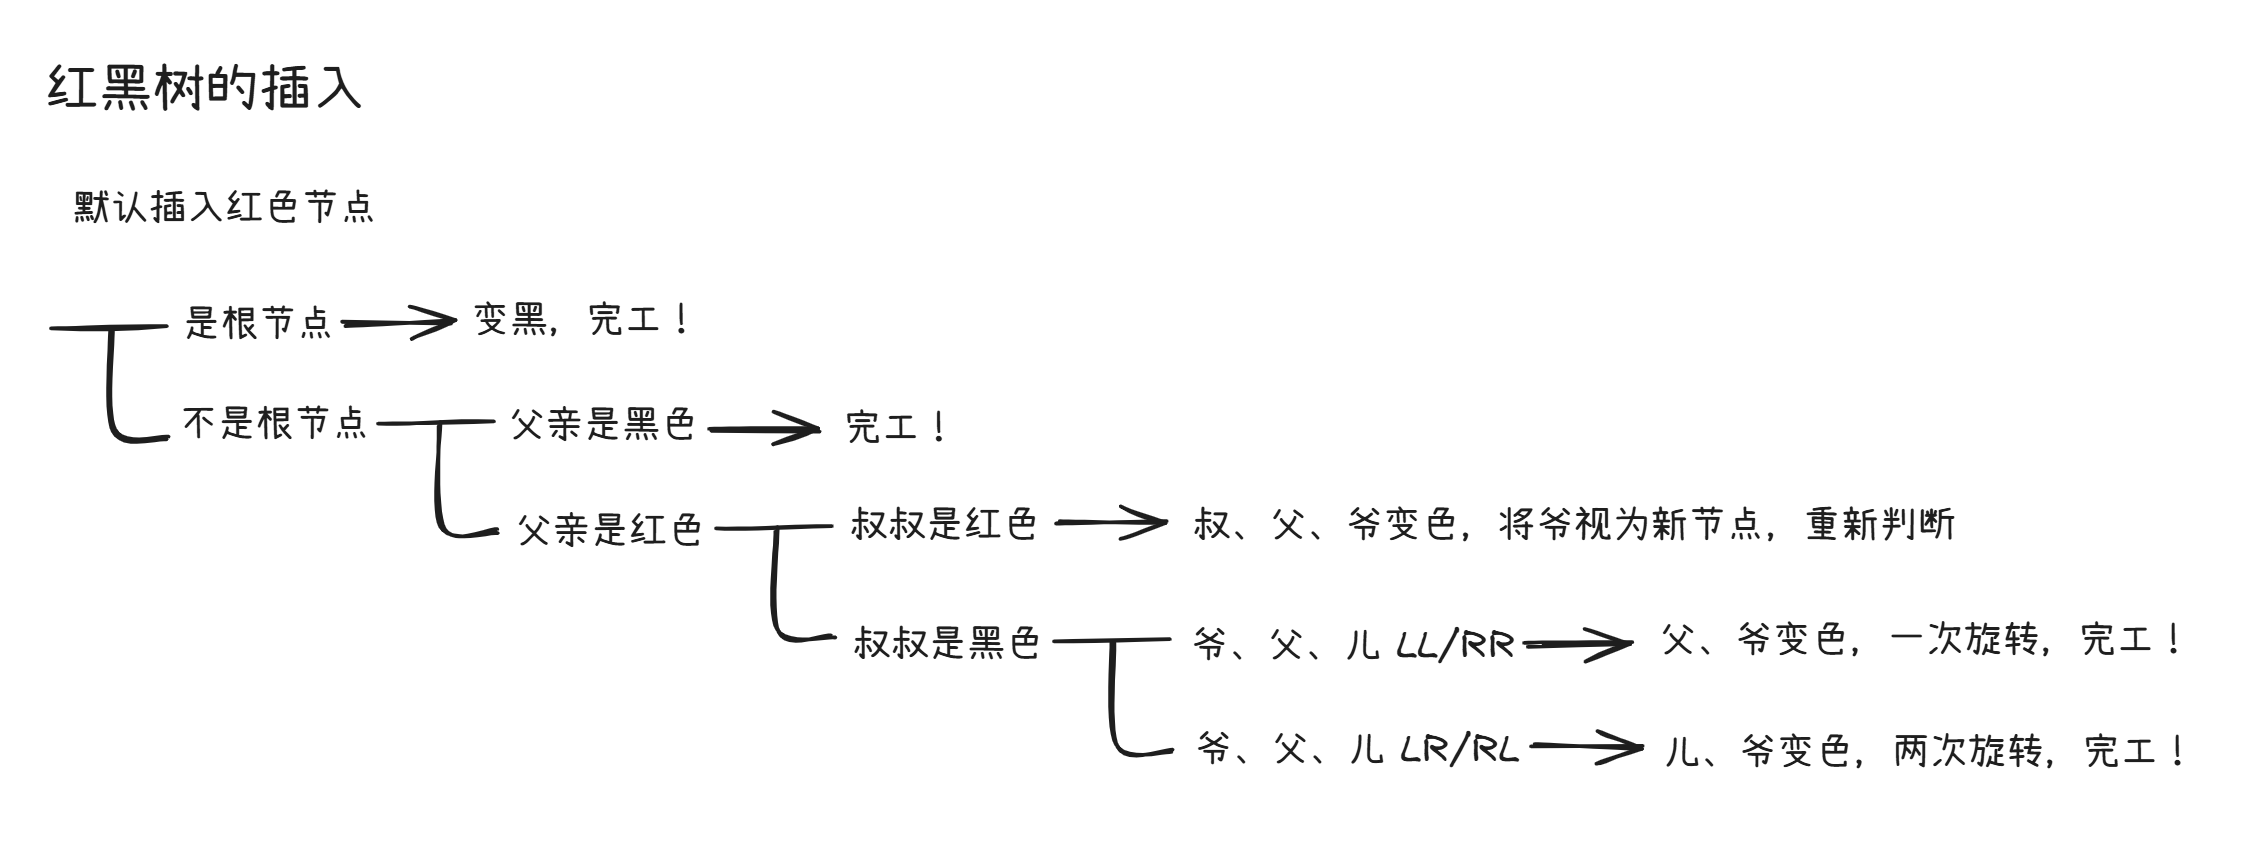 红黑树的插入
默认插入红色节点
是根节点 变黑，完工！
不是根节点 父亲是黑色 完工！
父亲是红色 叔叔是红色 叔、父、爷变色，将爷视为新节点，重新判断
叔叔是黑色 爷、父、儿 LL/RR 父、爷变色，一次旋转，完工！
爷、父、儿 LR/RL 儿、爷变色，两次旋转，完工！